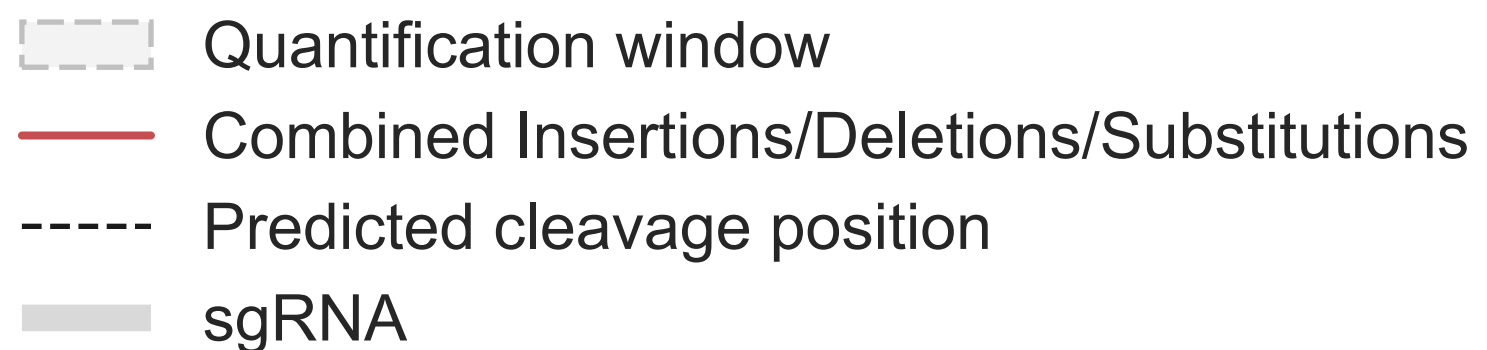 Quantification window
Combined Insertions/Deletions/Substitutions
Predicted cleavage position
sgRNA